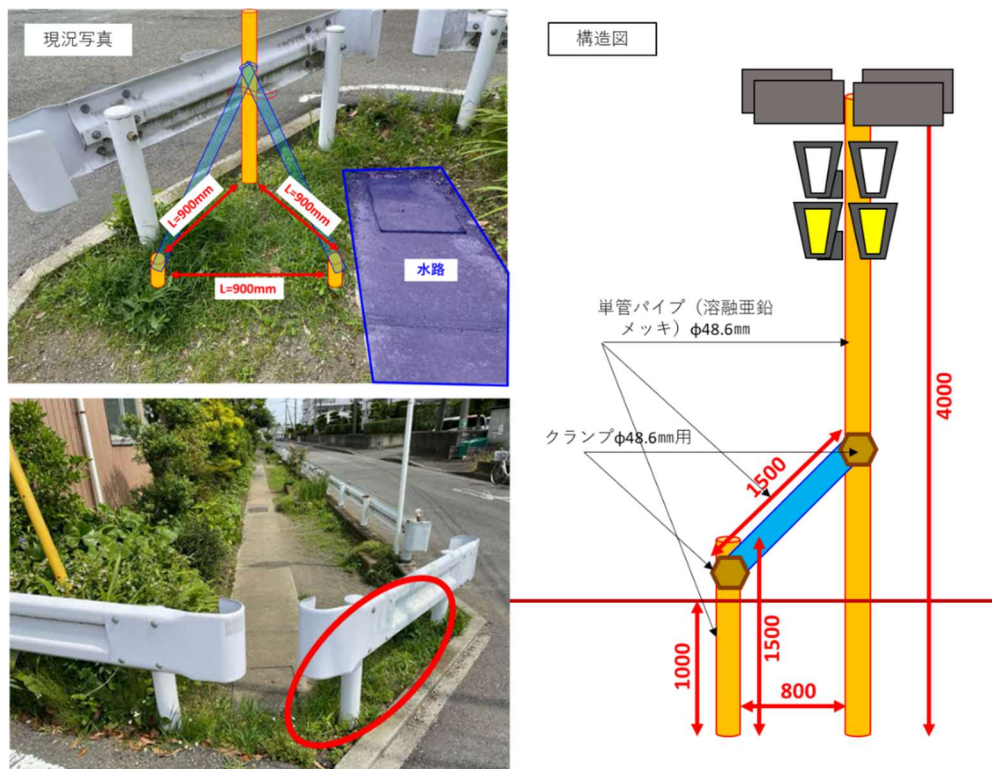 現況写真
L=900mm
L=900mm
L=900mm
水路
構造図
単管パイプ（溶融亜鉛
メッキ）φ48.6㎜
クランプφ48.6㎜用
1500
4000
1000
1500
800